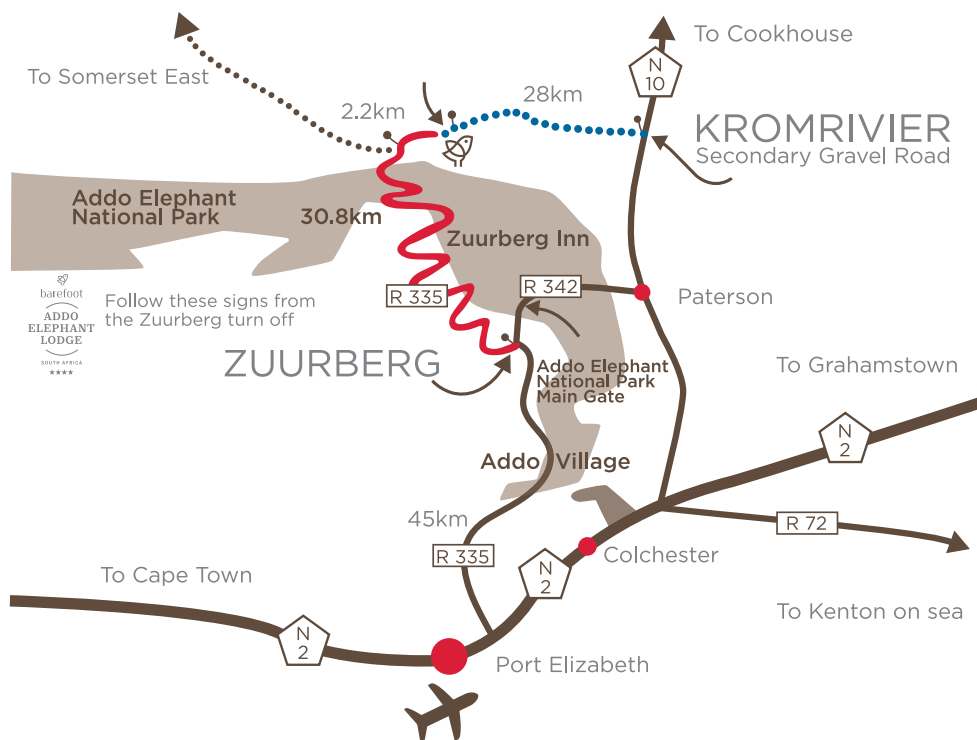 To Cookhouse
N
10
To Somerset East
2.2km
28km
KROMRIVIER
Secondary Gravel Road
Addo Elephant
National Park
30.8km
Zuurberg Inn
barefoot
ADDO
ELEPHANT
LODGE
SOUTH AFRICA
★★★★
Follow these signs from
the Zuurberg turn off
R 335
R 342
Paterson
ZUURBERG
Addo Elephant
National Park
Main Gate
To Grahamstown
N
2
Addo Village
45km
R 335
R 72
Colchester
N
2
To Cape Town
To Kenton on sea
N
2
Port Elizabeth